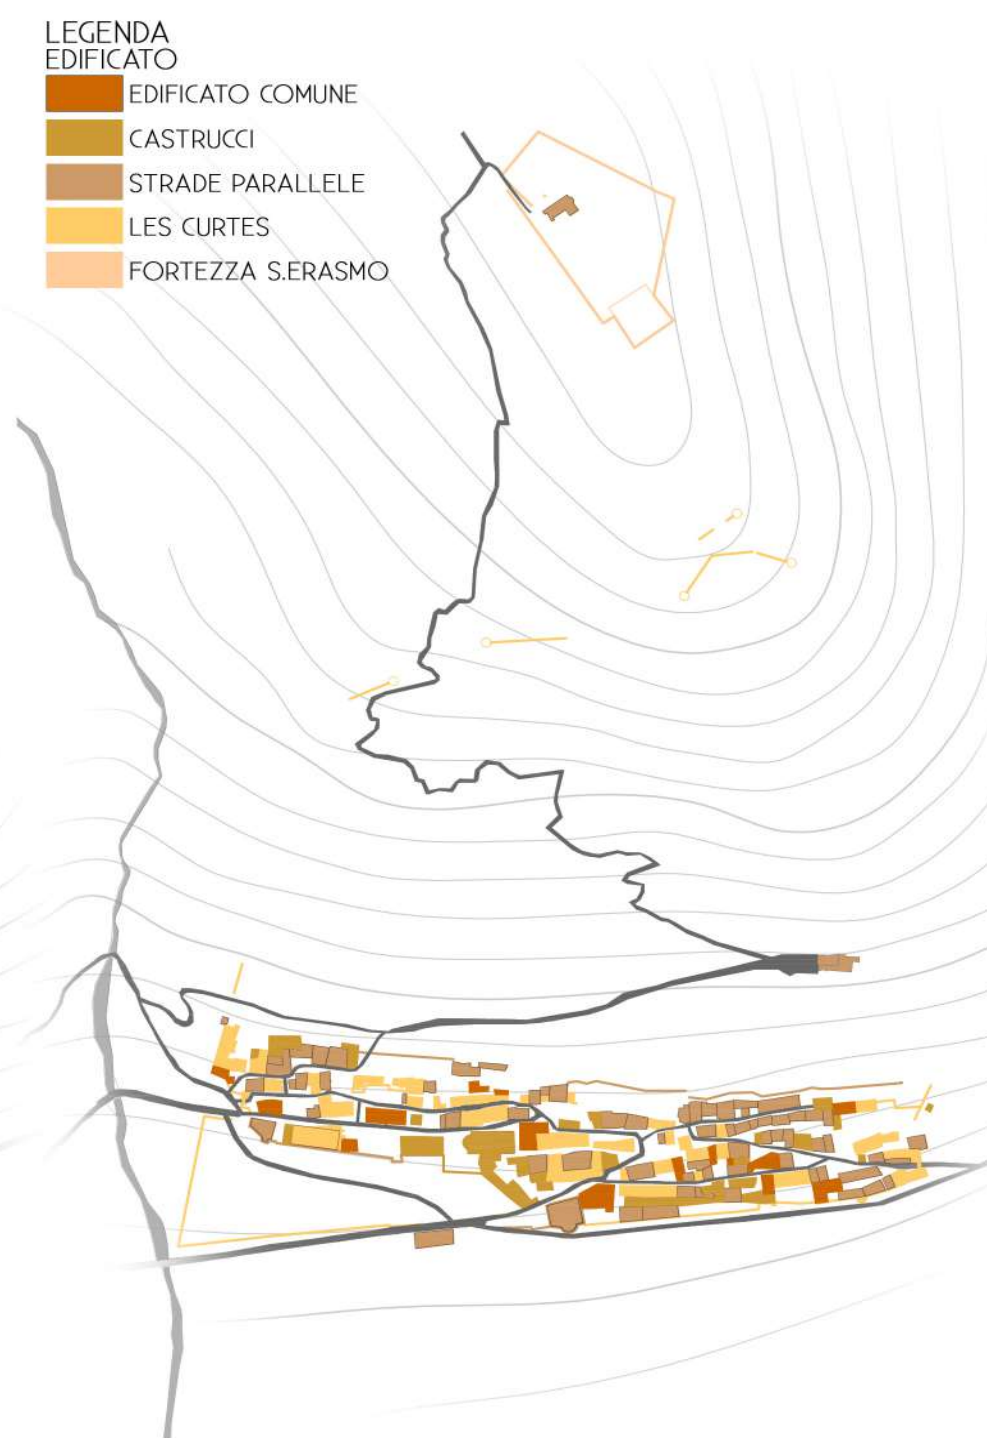 LEGENDA
EDIFICATO
EDIFICATO COMUNE
CASTRUCCI
STRADE PARALLELE
LES CURTES
FORTEZZA S.ERASMO